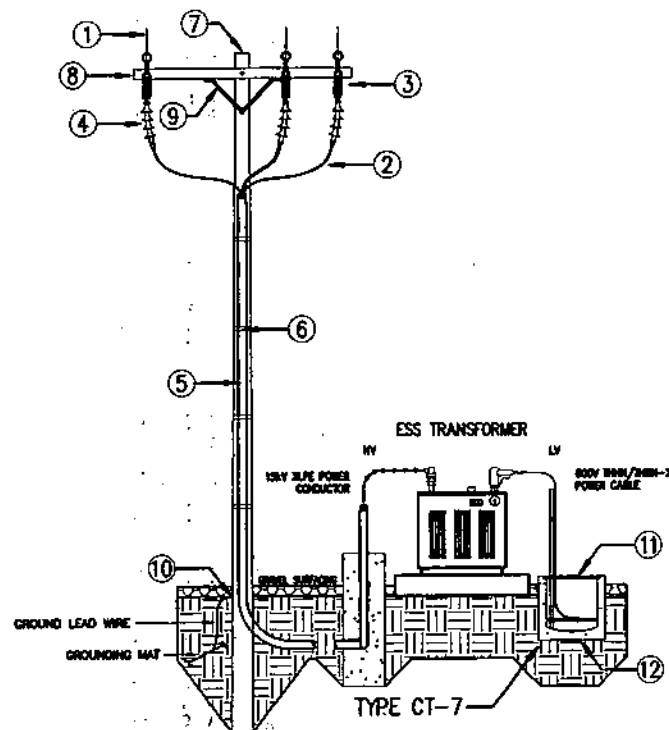 1
7
8
3
9
4
2
6
5
ESS TRANSFORMER
HV
LV
15kV XLPE POWER
CONDUCTOR
600V
POWER CABLE
11
10
GRAVEL SURFACING
GROUND LEAD WIRE
GROUNDING MAT
12
TYPE CT-7